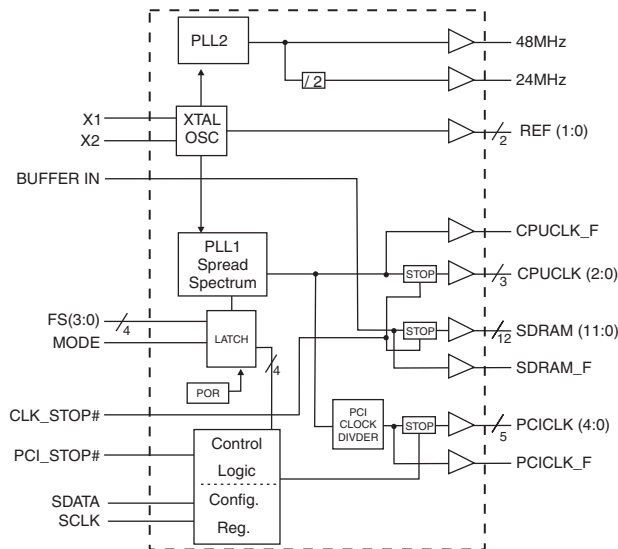 PLL2
48MHz
/ 2
24MHz
X1
X2
XTAL
OSC
REF (1:0)
2
BUFFER IN
PLL1
Spread
Spectrum
CPUCLK_F
STOP
CPUCLK (2:0)
3
FS(3:0)
4
MODE
LATCH
STOP
SDRAM (11:0)
12
4
SDRAM_F
POR
CLK_STOP#
PCI
CLOCK
DIVDER
STOP
PCICLK (4:0)
5
PCI_STOP#
Control
Logic
PCICLK_F
SDATA
SCLK
Config.
Reg.